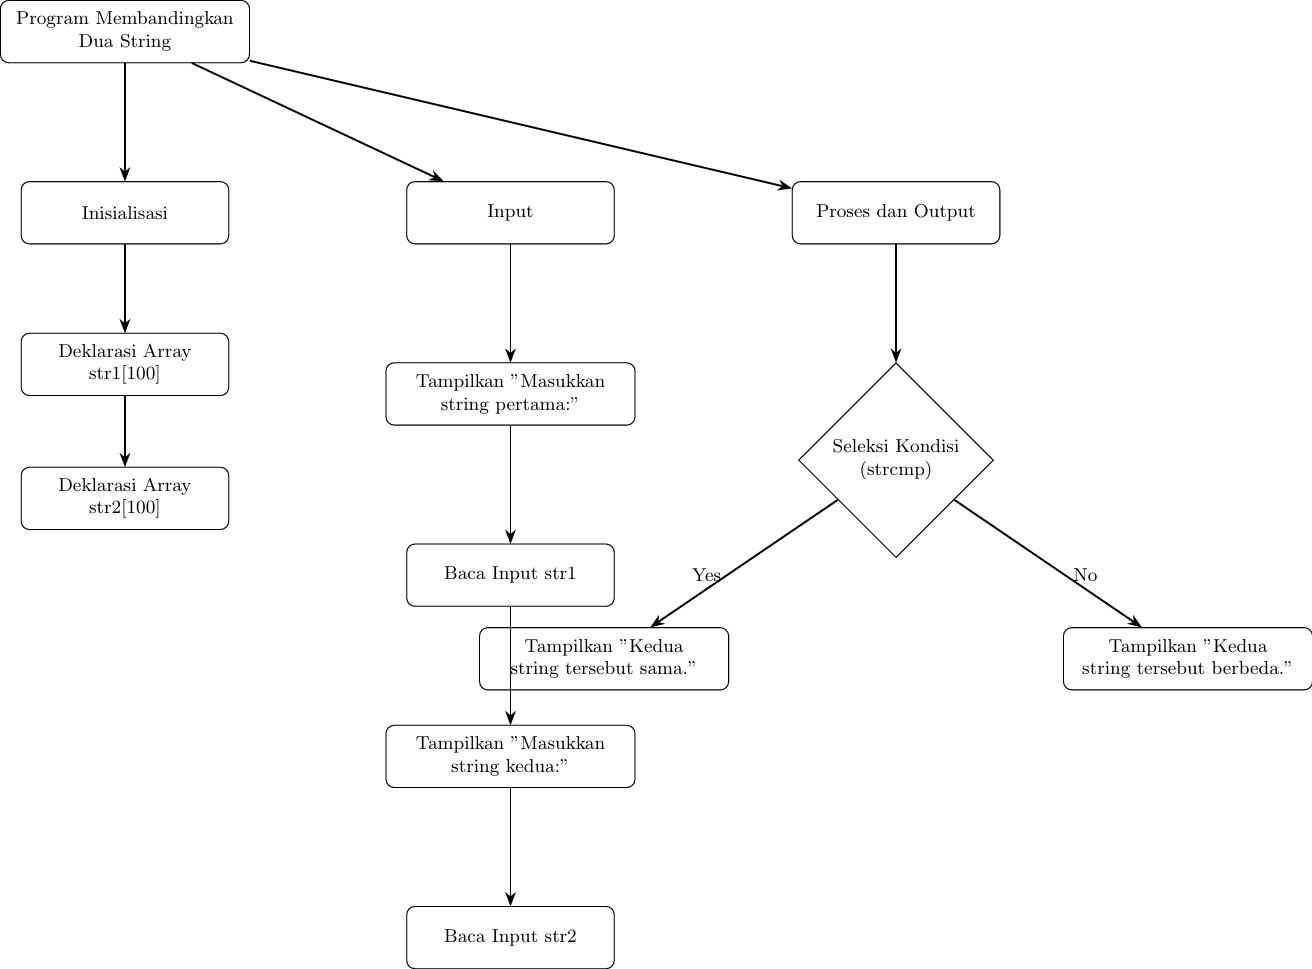 Program Membandingkan
Dua String
Inisialisasi
Input
Proses dan Output
Deklarasi Array
str1[100]
Tampilkan ”Masukkan
string pertama:”
Seleksi Kondisi
(strcmp)
Deklarasi Array
str2[100]
Baca Input str1
Yes
No
Tampilkan ”Kedua
string tersebut sama.”
Tampilkan ”Kedua
string tersebut berbeda.”
Tampilkan ”Masukkan
string kedua:”
Baca Input str2